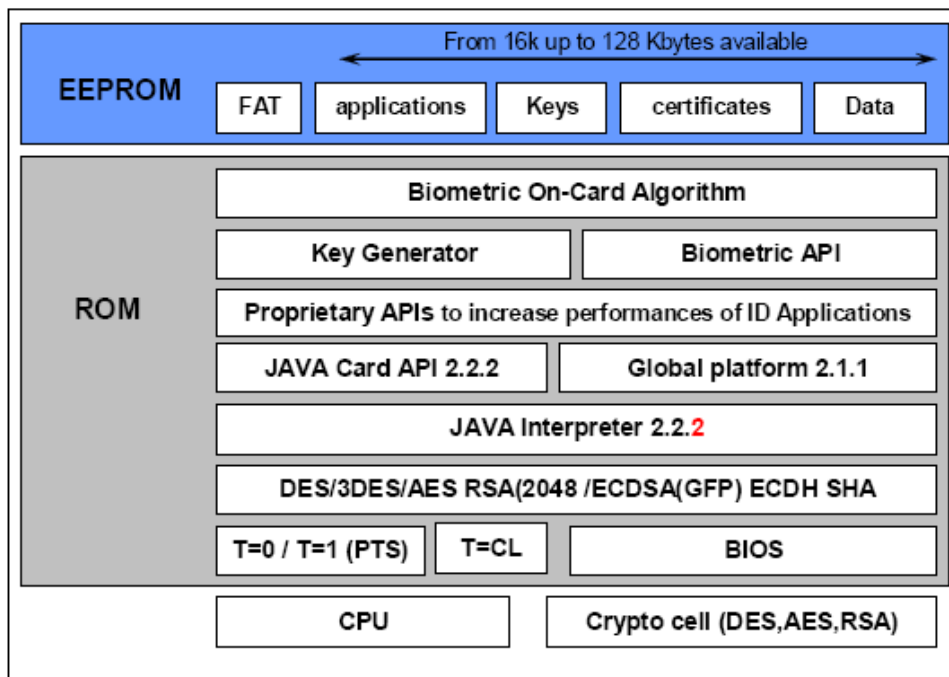 From 16k up to 128 Kbytes available
EEPROM
FAT applications Keys certificates Data
Biometric On-Card Algorithm
Key Generator Biometric API
ROM
Proprietary APIs to increase performances of ID Applications
JAVA Card API 2.2.2 Global platform 2.1.1
JAVA Interpreter 2.2.2
DES/3DES/AES RSA(2048 /ECDSA(GFP) ECDH SHA
T=0 / T=1 (PTS) T=CL BIOS
CPU Crypto cell (DES,AES,RSA)